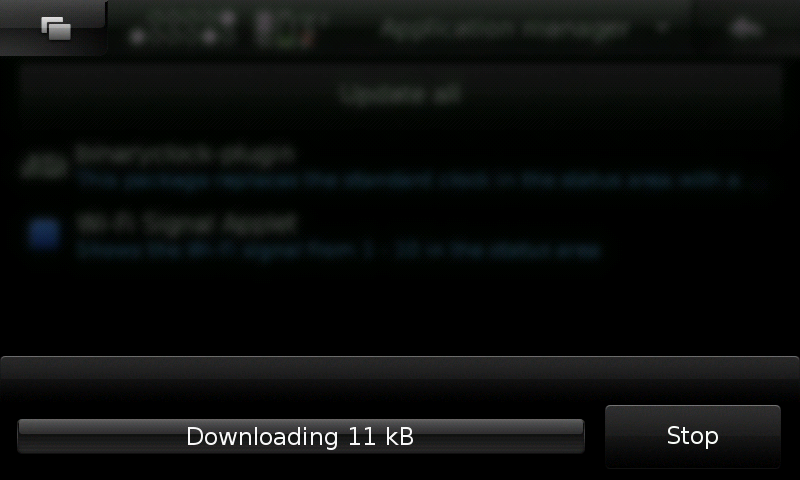 Application manager
Update all
binaryclock-plugin
This package replaces the standard clock in the status area with a ...
Wi-Fi Signal Applet
Shows the Wi-Fi signal from 1 - 10 in the status area
Downloading 11 kB
Stop